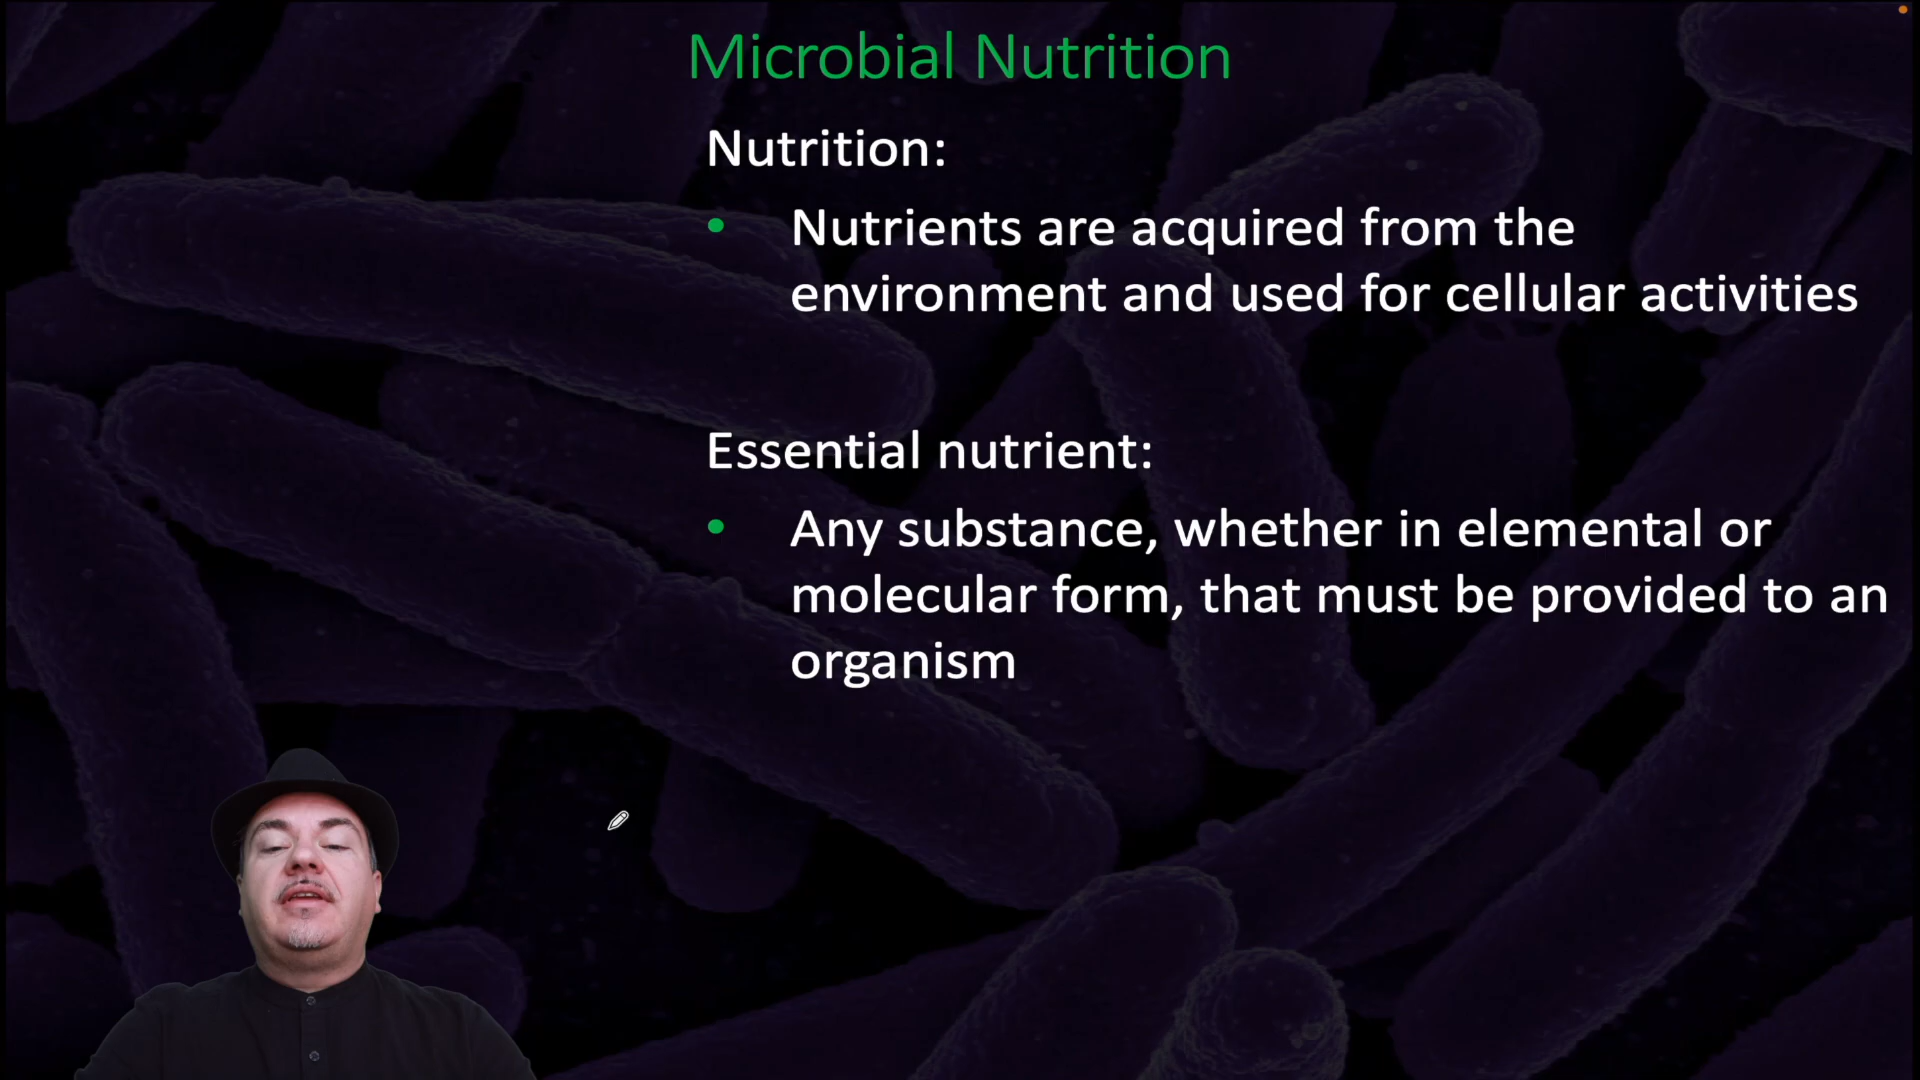 Microbial Nutrition
Nutrition:
• Nutrients are acquired from the
environment and used for cellular activities
Essential nutrient:
• Any substance, whether in elemental or
molecular form, that must be provided to an
organism